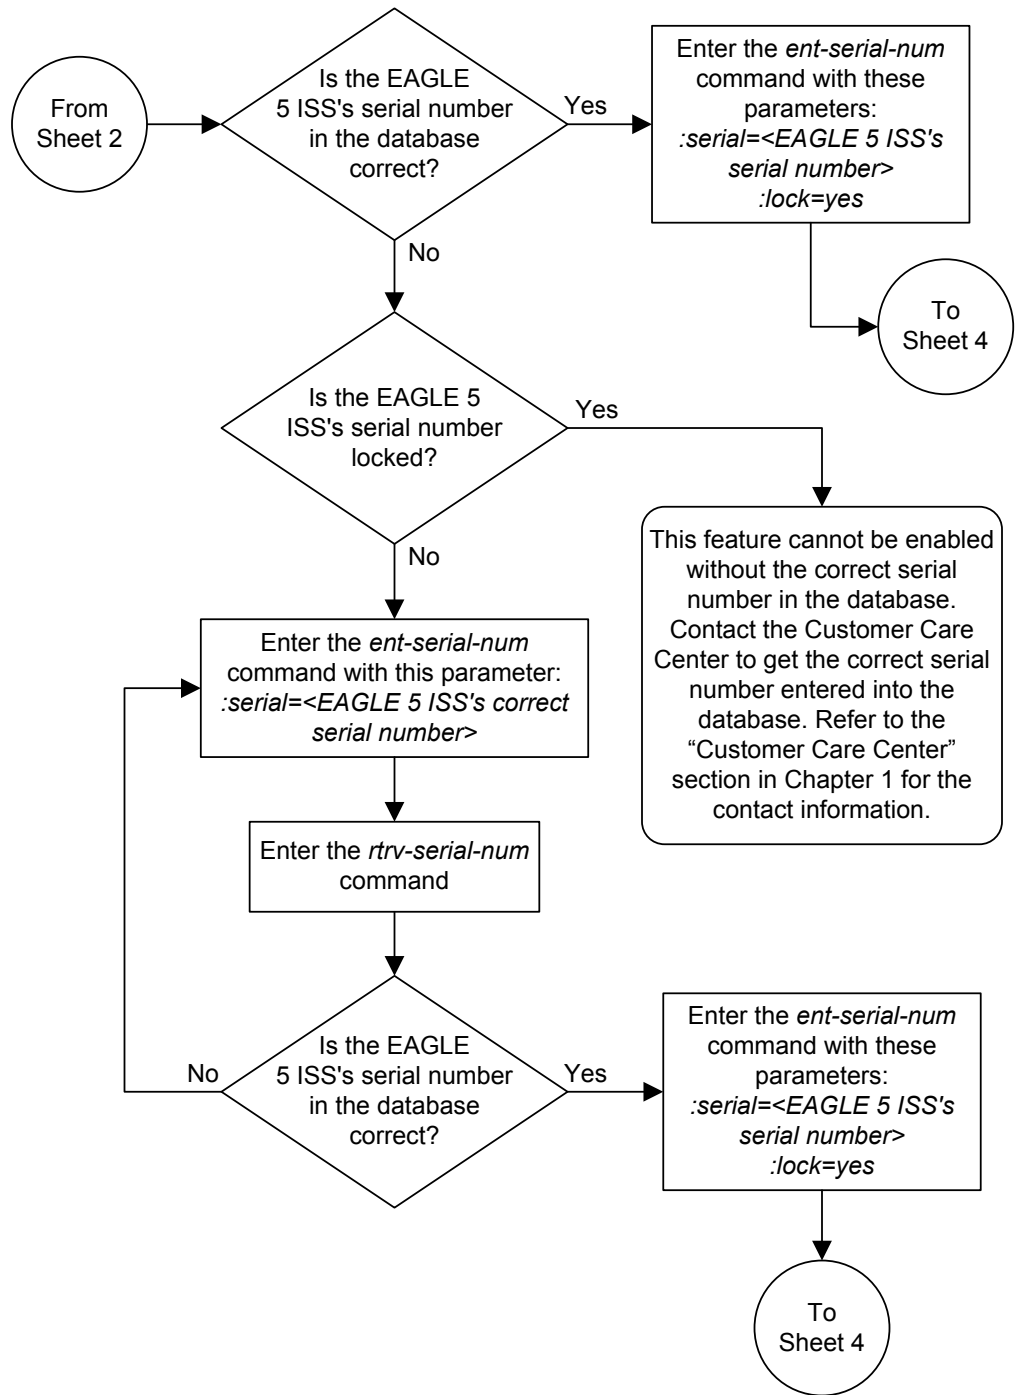 From
Sheet 2
Is the EAGLE
5 ISS's serial number
in the database
correct?
Yes
Enter the ent-serial-num
command with these
parameters:
:serial=<EAGLE 5 ISS's
serial number>
:lock=yes
No
To
Sheet 4
Is the EAGLE 5
ISS's serial number
locked?
Yes
This feature cannot be enabled
without the correct serial
number in the database.
Contact the Customer Care
Center to get the correct serial
number entered into the
database. Refer to the
“Customer Care Center”
section in Chapter 1 for the
contact information.
No
Enter the ent-serial-num
command with this parameter:
:serial=<EAGLE 5 ISS's correct
serial number>
Enter the rtrv-serial-num
command
Is the EAGLE
5 ISS's serial number
in the database
correct?
No
Yes
Enter the ent-serial-num
command with these
parameters:
:serial=<EAGLE 5 ISS's
serial number>
:lock=yes
To
Sheet 4